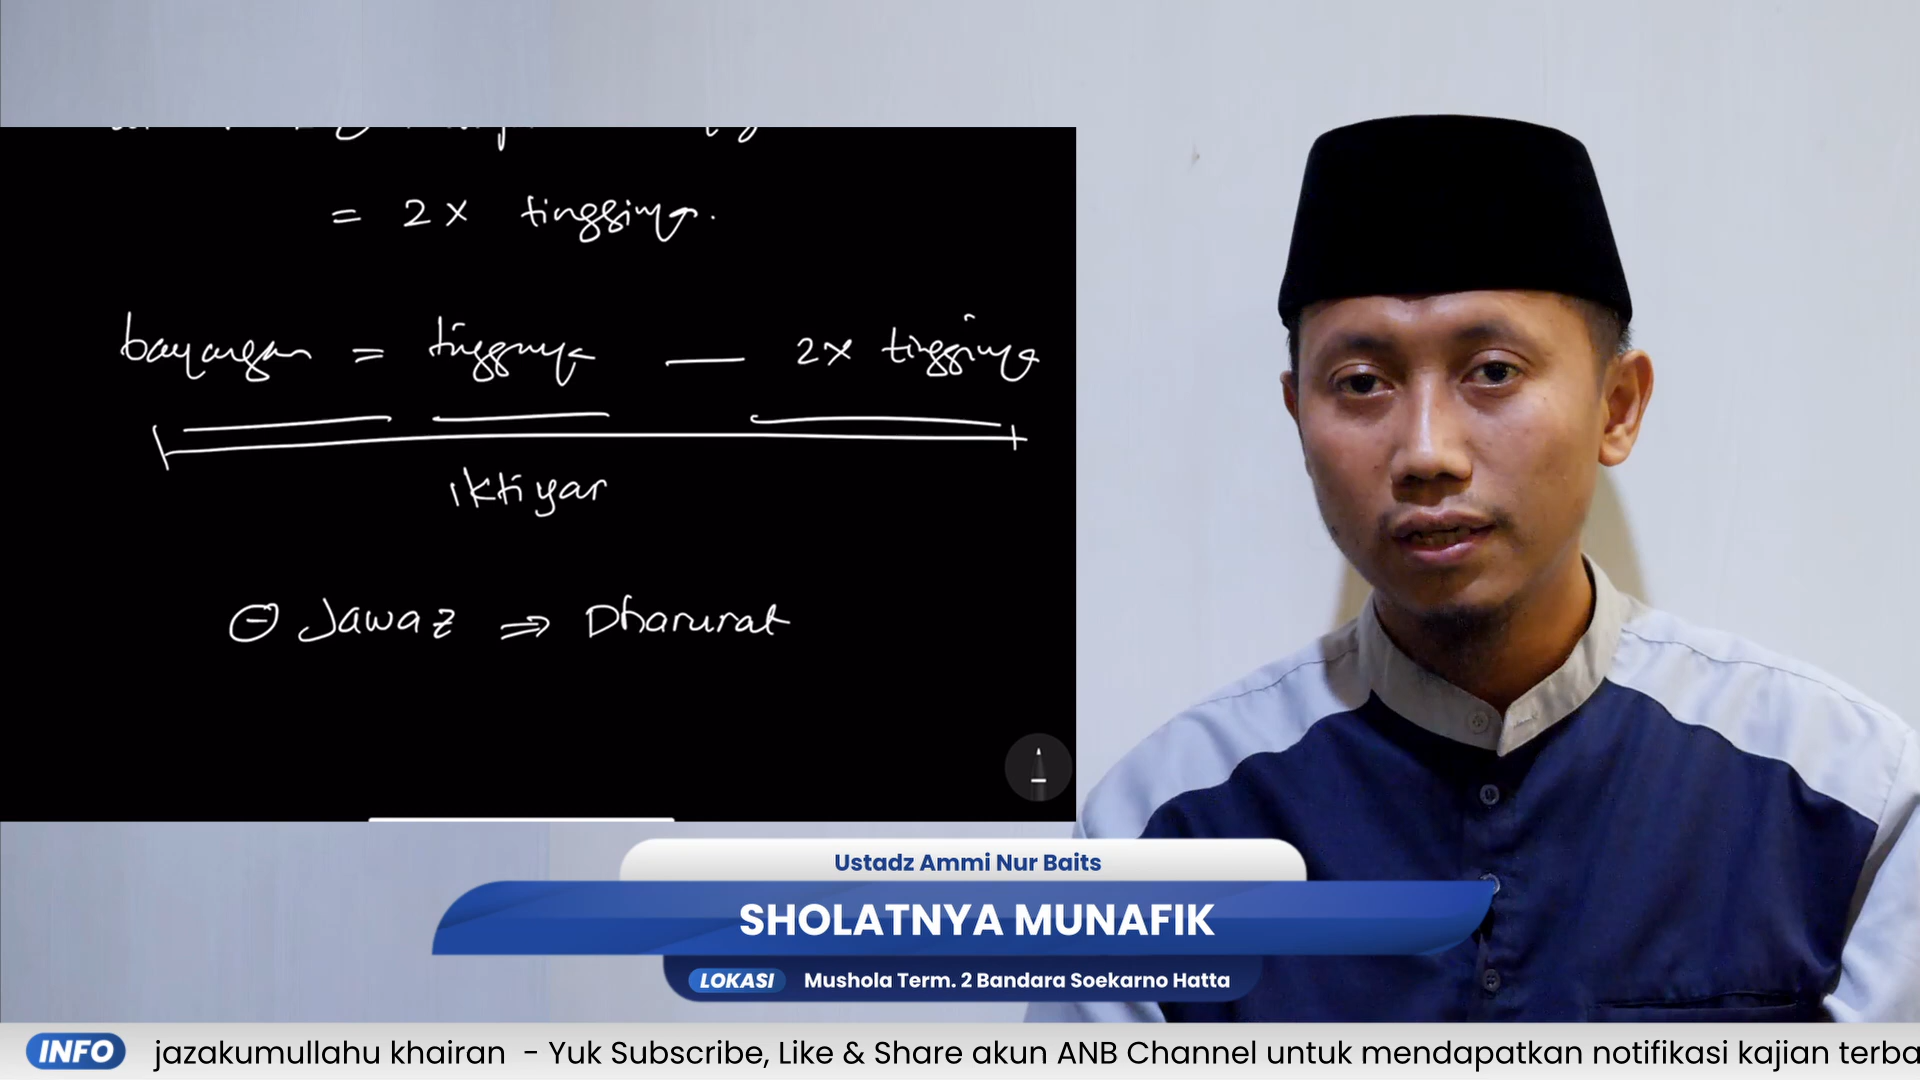 = 2x tingginya.
bayangan = tingginya — 2x tingginya
iktiyar
⊖ Jawaz ⇒ Dharurat
Ustadz Ammi Nur Baits
SHOLATNYA MUNAFIK
LOKASI Mushola Term. 2 Bandara Soekarno Hatta
INFO jazakumullahu khairan - Yuk Subscribe, Like & Share akun ANB Channel untuk mendapatkan notifikasi kajian terba